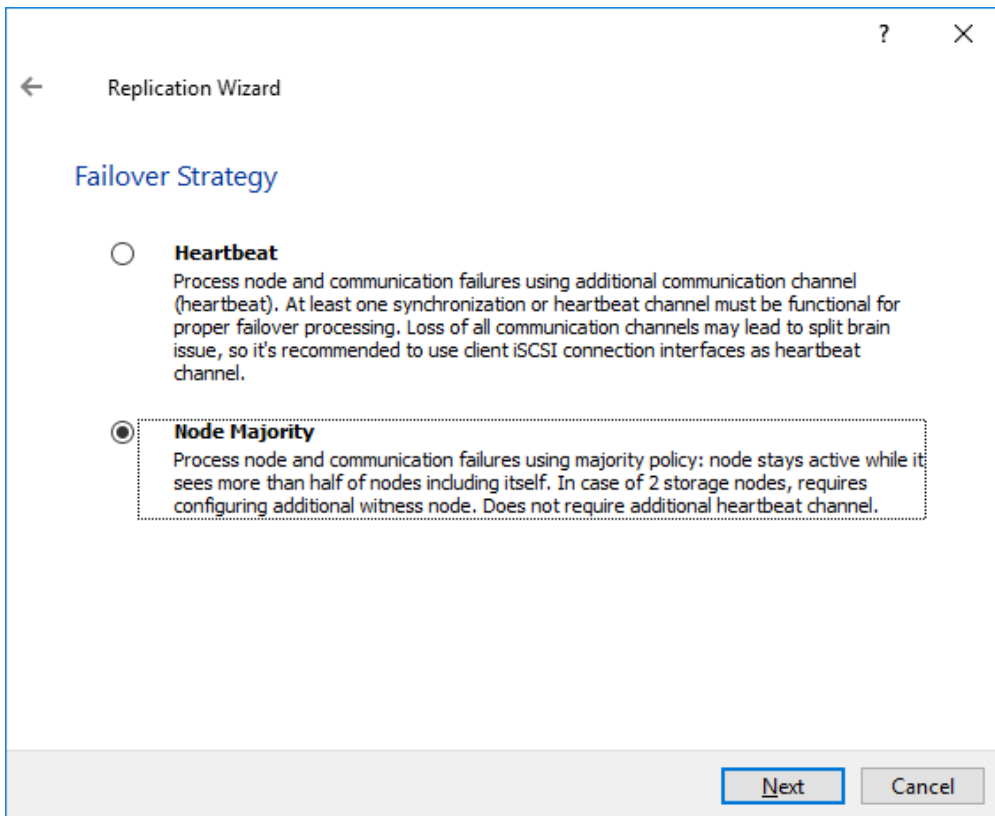 ?
Replication Wizard
Failover Strategy
Heartbeat
Process node and communication failures using additional communication channel
(heartbeat). At least one synchronization or heartbeat channel must be functional for
proper failover processing. Loss of all communication channels may lead to split brain
issue, so it's recommended to use client iSCSI connection interfaces as heartbeat
channel.
Node Majority
Process node and communication failures using majority policy: node stays active while it
sees more than half of nodes including itself. In case of 2 storage nodes, requires
configuring additional witness node. Does not require additional heartbeat channel.
Next Cancel